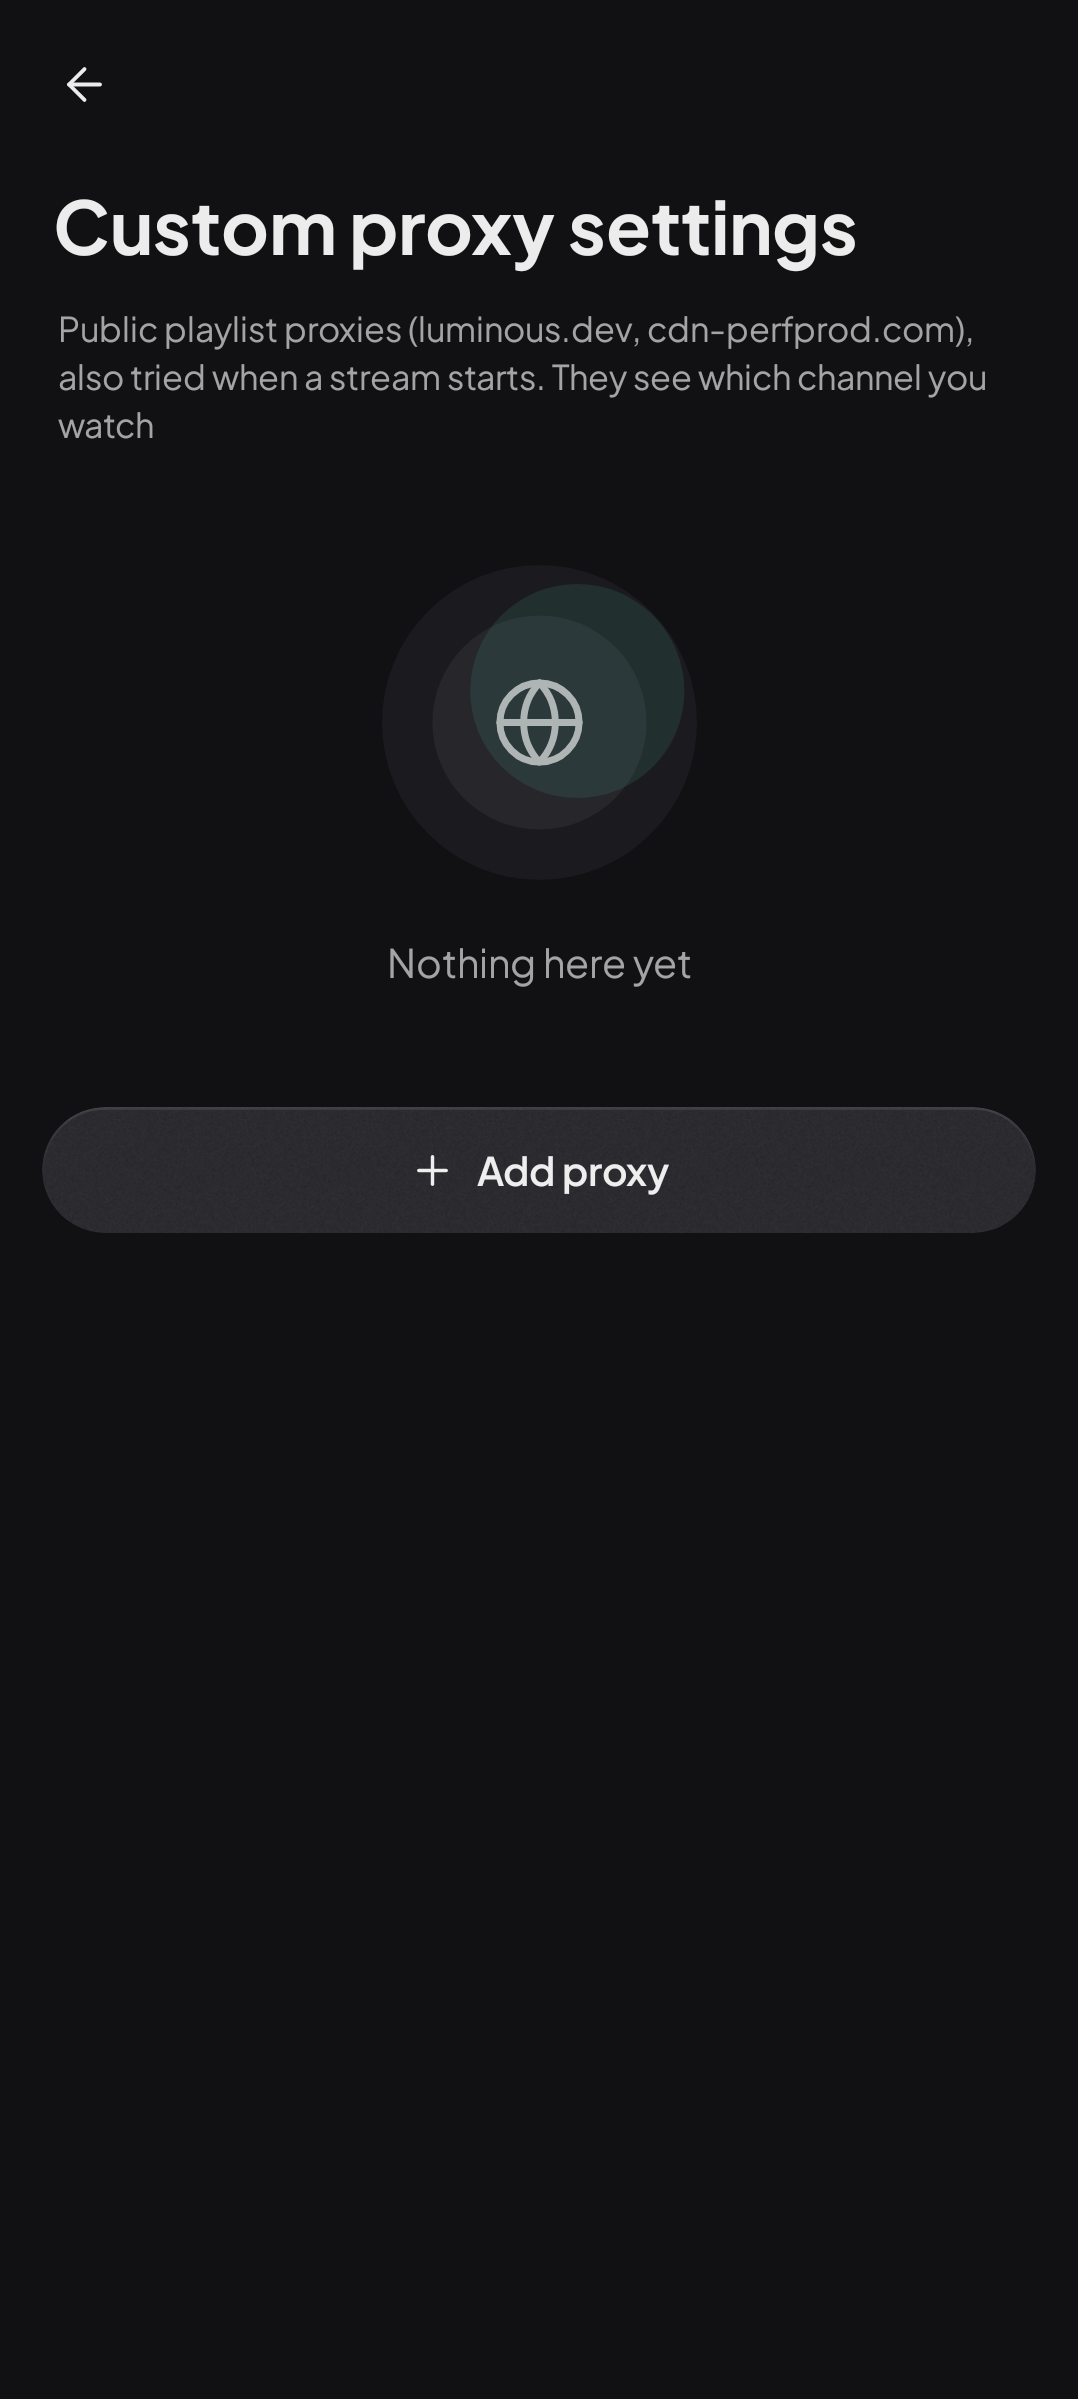 Custom proxy settings
Public playlist proxies (luminous.dev, cdn-perfprod.com),
also tried when a stream starts. They see which channel you
watch
Nothing here yet
Add proxy